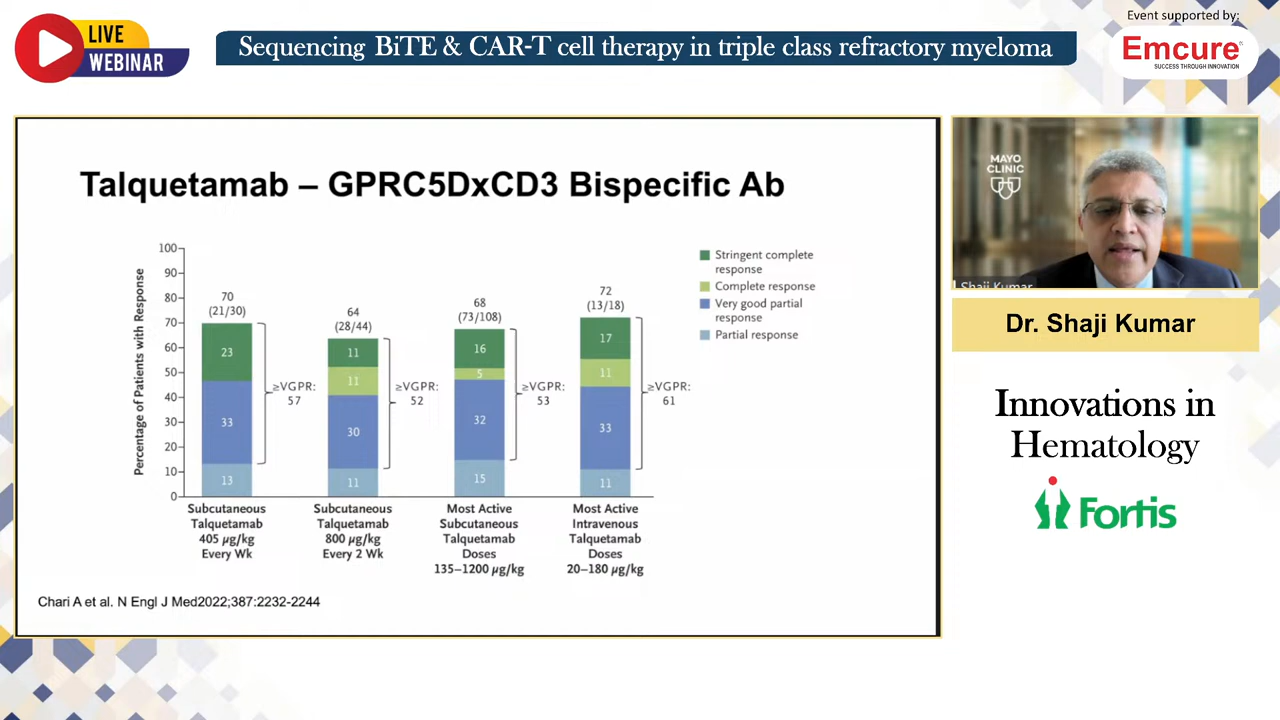 LIVE
WEBINAR
Sequencing BiTE & CAR-T cell therapy in triple class refractory myeloma
Event supported by:
Emcure®
SUCCESS THROUGH INNOVATION
Talquetamab – GPRC5DxCD3 Bispecific Ab
Percentage of Patients with Response
100
90
80
70
60
50
40
30
20
10
0
70
(21/30)
23
33
13
≥VGPR:
57
64
(28/44)
11
11
30
11
≥VGPR:
52
68
(73/108)
16
5
32
15
≥VGPR:
53
72
(13/18)
17
11
33
11
≥VGPR:
61
Subcutaneous
Talquetamab
405 µg/kg
Every Wk
Subcutaneous
Talquetamab
800 µg/kg
Every 2 Wk
Most Active
Subcutaneous
Talquetamab
Doses
135–1200 µg/kg
Most Active
Intravenous
Talquetamab
Doses
20–180 µg/kg
Stringent complete
response
Complete response
Very good partial
response
Partial response
Chari A et al. N Engl J Med2022;387:2232-2244
MAYO
CLINIC
Shaji Kumar
Dr. Shaji Kumar
Innovations in
Hematology
Fortis